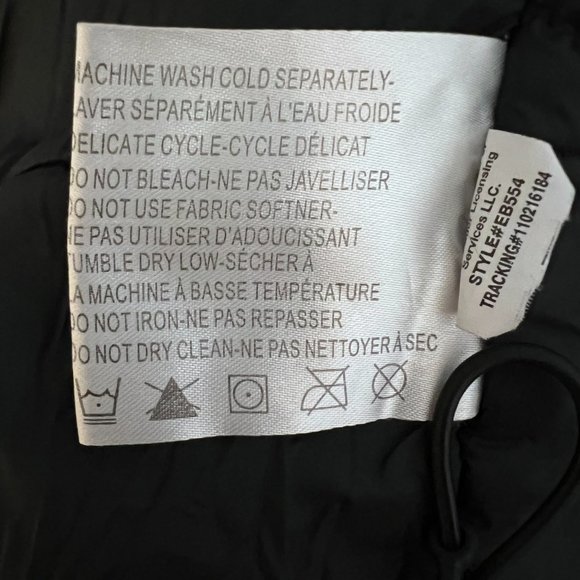 MACHINE WASH COLD SEPARATELY-
LAVER SÉPARÉMENT À L'EAU FROIDE
DELICATE CYCLE-CYCLE DÉLICAT
DO NOT BLEACH-NE PAS JAVELLISER
DO NOT USE FABRIC SOFTNER-
NE PAS UTILISER D'ADOUCISSANT
TUMBLE DRY LOW-SÉCHER À
LA MACHINE À BASSE TEMPÉRATURE
DO NOT IRON-NE PAS REPASSER
DO NOT DRY CLEAN-NE PAS NETTOYER À SEC
Licensing
Services LLC.
STYLE#EB554
TRACKING#110216184